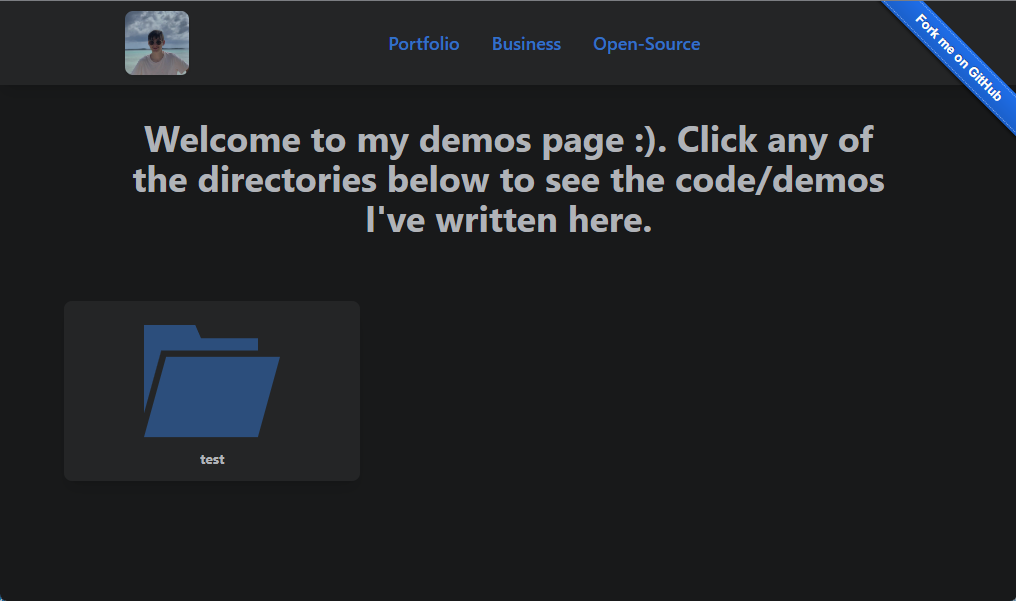 Portfolio Business Open-Source
Fork me on GitHub
Welcome to my demos page :). Click any of
the directories below to see the code/demos
I've written here.
test